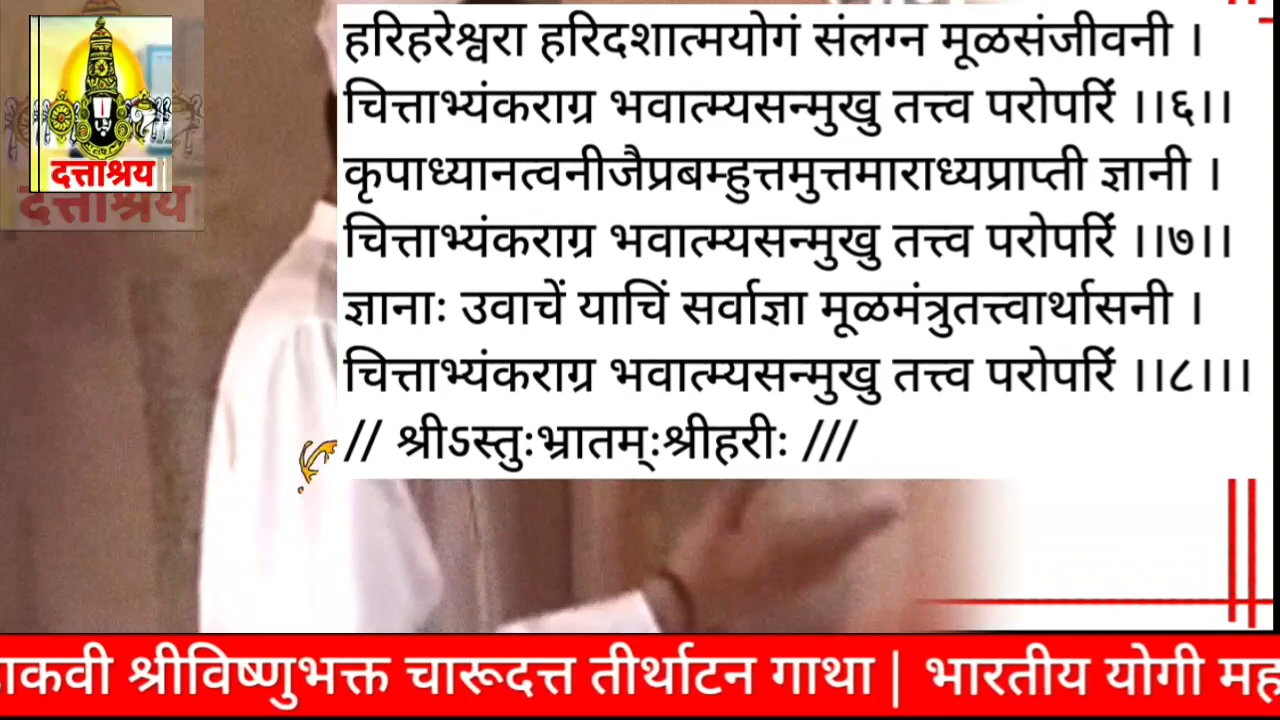 हरिहरेश्वरा हरिदशात्मयोगं संलग्न मूळसंजीवनी ।
चित्ताभ्यंकराग्र भवात्म्यसन्मुखु तत्त्व परोपरिं ।।६।।
कृपाध्यानत्वनीजैप्रबम्हुत्तमुत्तमाराध्यप्राप्ती ज्ञानी ।
चित्ताभ्यंकराग्र भवात्म्यसन्मुखु तत्त्व परोपरिं ।।७।।
ज्ञानाः उवाचें याचिं सर्वाज्ञा मूळमंत्रुतत्त्वार्थासनी ।
चित्ताभ्यंकराग्र भवात्म्यसन्मुखु तत्त्व परोपरिं ।।८।।।
// श्रीऽस्तुःभ्रातम्ःश्रीहरीः ///
दत्ताश्रय
दत्ताश्रय
श्रीविष्णुभक्त चारूदत्त तीर्थाटन गाथा | भारतीय योगी